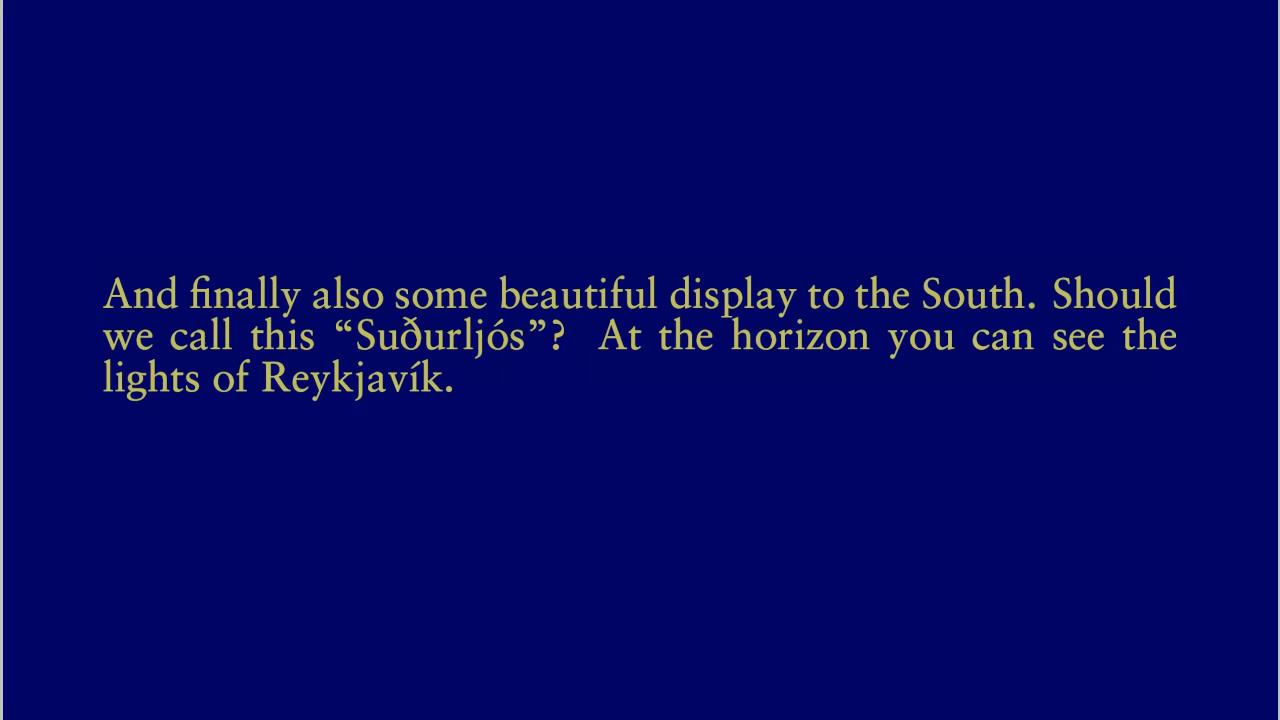 And finally also some beautiful display to the South. Should
we call this “Suðurljós”? At the horizon you can see the
lights of Reykjavík.